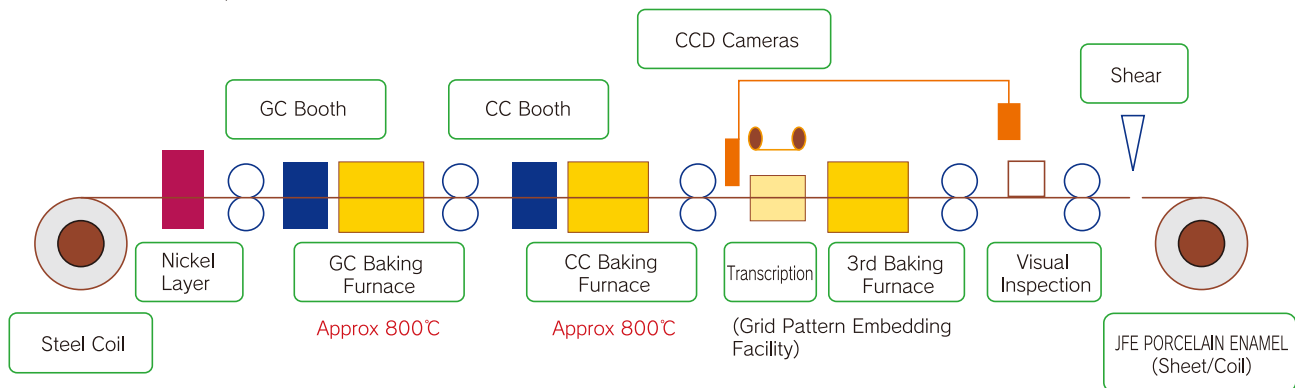 CCD Cameras
Shear
GC Booth
CC Booth
Nickel
Layer
GC Baking
Furnace
CC Baking
Furnace
Transcription
3rd Baking
Furnace
Visual
Inspection
Steel Coil
Approx 800℃
Approx 800℃
(Grid Pattern Embedding
Facility)
JFE PORCELAIN ENAMEL
(Sheet/Coil)